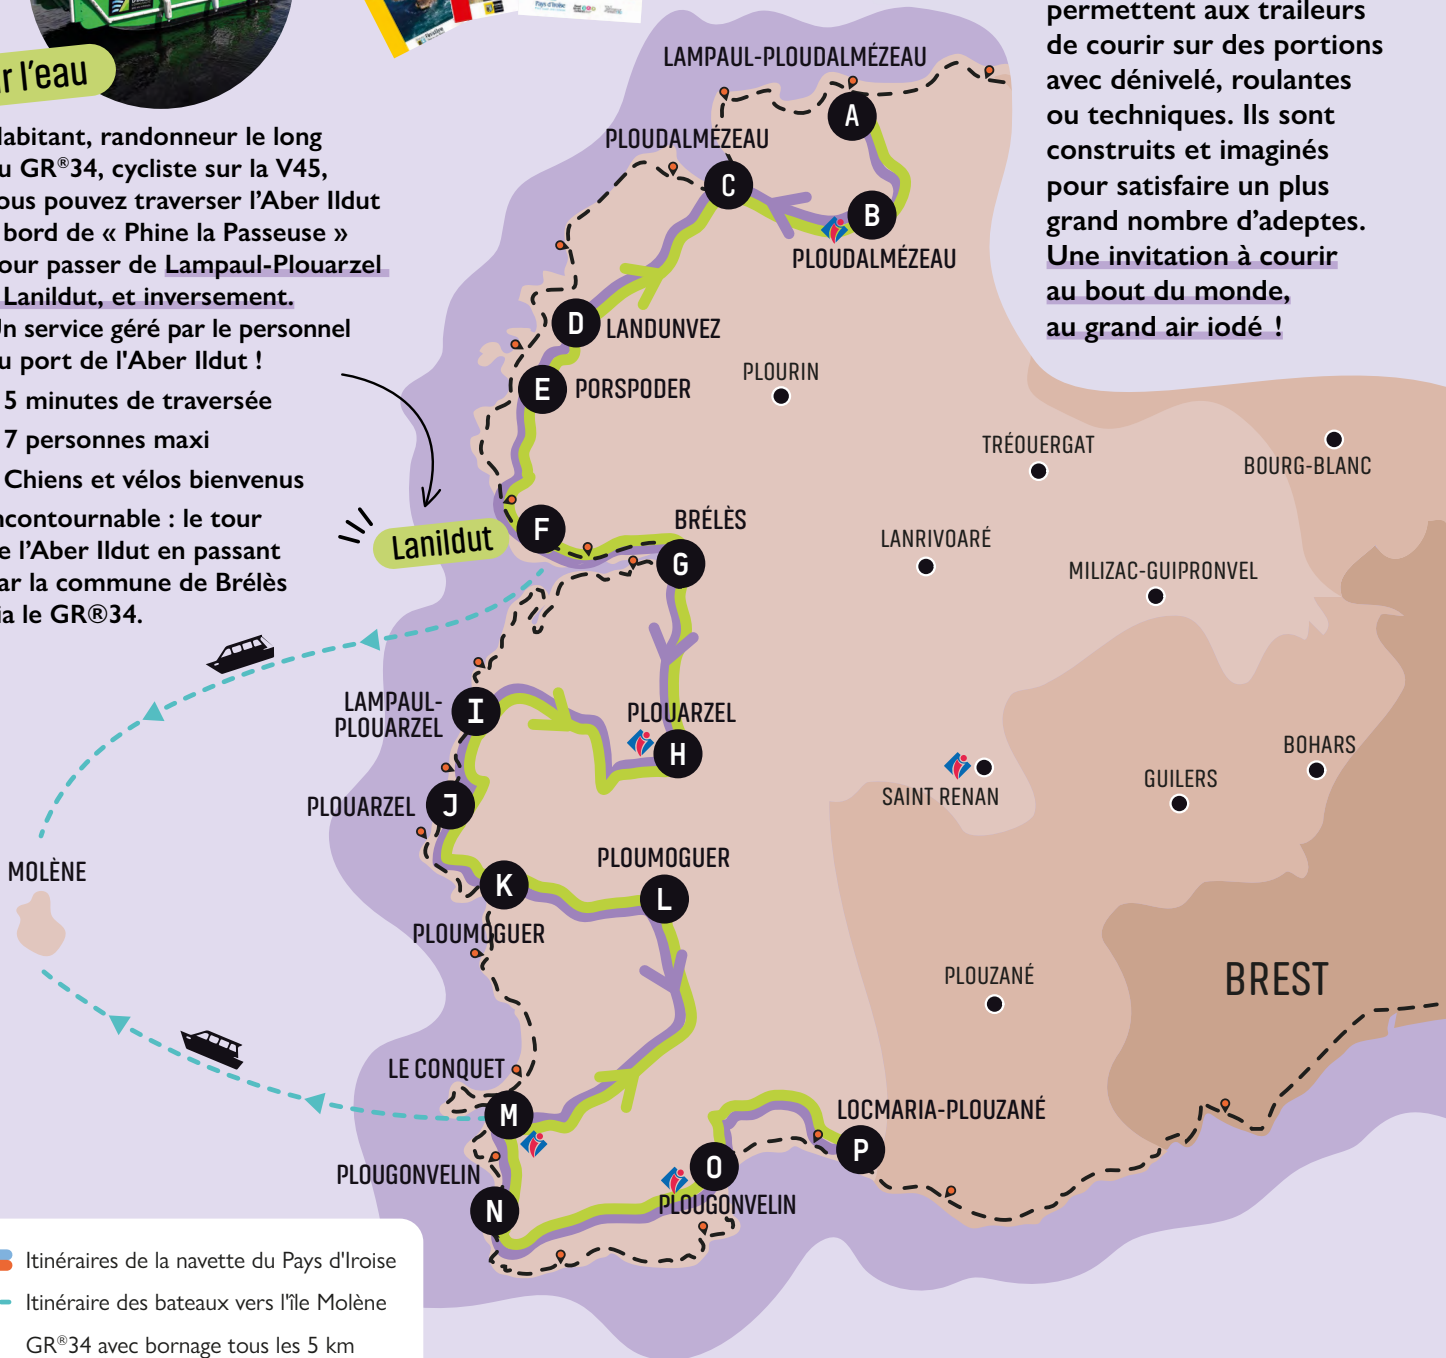 r l'eau
abitant, randonneur le long
u GR®34, cycliste sur la V45,
ous pouvez traverser l'Aber Ildut
bord de « Phine la Passeuse »
our passer de Lampaul-Plouarzel
Lanildut, et inversement.
n service géré par le personnel
u port de l'Aber Ildut !
5 minutes de traversée
7 personnes maxi
Chiens et vélos bienvenus
ncontournable : le tour
e l'Aber Ildut en passant
ar la commune de Brélès
ia le GR®34.
permettent aux traileurs
de courir sur des portions
avec dénivelé, roulantes
ou techniques. Ils sont
construits et imaginés
pour satisfaire un plus
grand nombre d'adeptes.
Une invitation à courir
au bout du monde,
au grand air iodé !
LAMPAUL-PLOUDALMÉZEAU
A
PLOUDALMÉZEAU
C
B
PLOUDALMÉZEAU
D
LANDUNVEZ
E
PORSPODER
PLOURIN
TRÉOUERGAT
BOURG-BLANC
Lanildut
F
BRÉLÈS
G
LANRIVOARÉ
MILIZAC-GUIPRONVEL
LAMPAUL-
PLOUARZEL
I
PLOUARZEL
H
BOHARS
GUILERS
SAINT RENAN
PLOUARZEL
J
MOLÈNE
PLOUMOGUER
K
L
PLOUMOGUER
PLOUZANÉ
BREST
LE CONQUET
M
LOCMARIA-PLOUZANÉ
P
PLOUGONVELIN
N
O
PLOUGONVELIN
Itinéraires de la navette du Pays d'Iroise
Itinéraire des bateaux vers l'île Molène
GR®34 avec bornage tous les 5 km